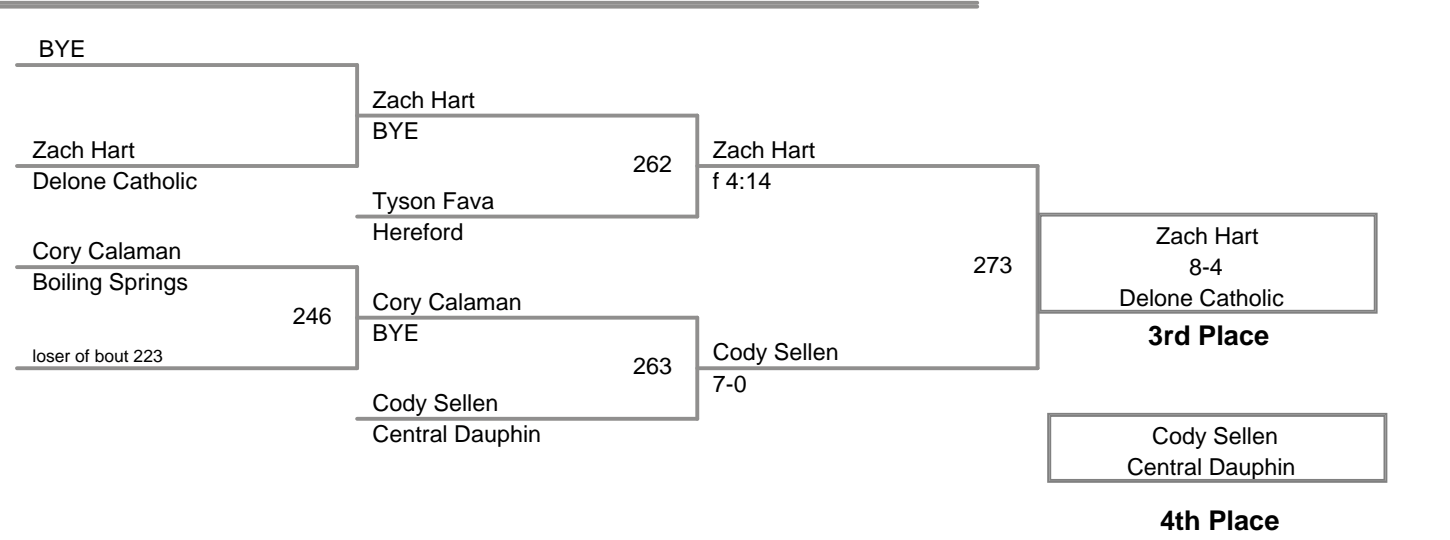 BYE
Zach Hart
BYE
Zach Hart
Delone Catholic
262
Zach Hart
f 4:14
Tyson Fava
Hereford
Cory Calaman
Boiling Springs
246
Cory Calaman
BYE
loser of bout 223
263
Cody Sellen
7-0
Cody Sellen
Central Dauphin
273
Zach Hart
8-4
Delone Catholic
3rd Place
Cody Sellen
Central Dauphin
4th Place